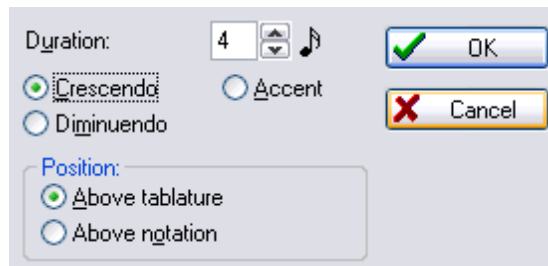 Duration: 4 OK
Crescendo Accent
Diminuendo Cancel
Position:
Above tablature
Above notation